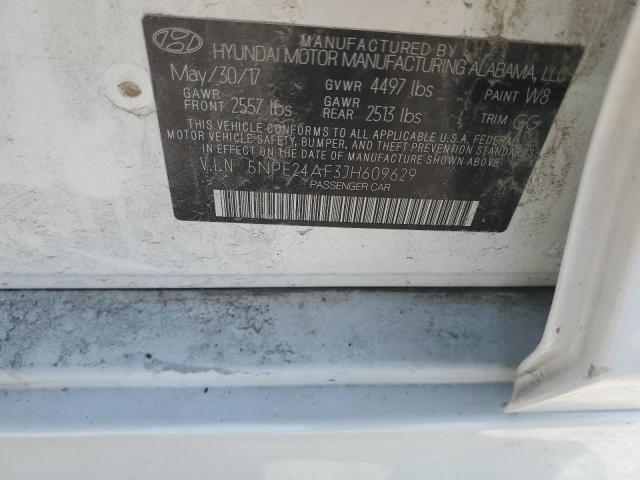 MANUFACTURED BY
HYUNDAI MOTOR MANUFACTURING ALABAMA, LLC
May/30/17 GVWR 4497 lbs PAINT W8
GAWR FRONT 2557 lbs GAWR REAR 2513 lbs TRIM GG
THIS VEHICLE CONFORMS TO ALL APPLICABLE U.S.A. FEDERAL
MOTOR VEHICLE SAFETY, BUMPER, AND THEFT PREVENTION
STANDARDS IN EFFECT ON THE DATE OF MANUFACTURE SHOWN ABOVE.
V.I.N 5NPE24AF3JH609629
PASSENGER CAR